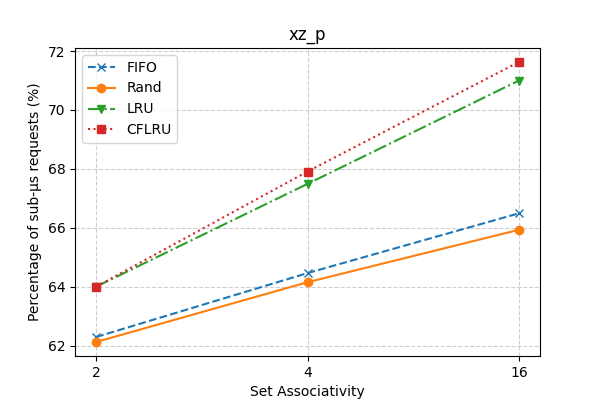 xz_p
FIFO
Rand
LRU
CFLRU
Percentage of sub-μs requests (%)
72
70
68
66
64
62
2
4
16
Set Associativity